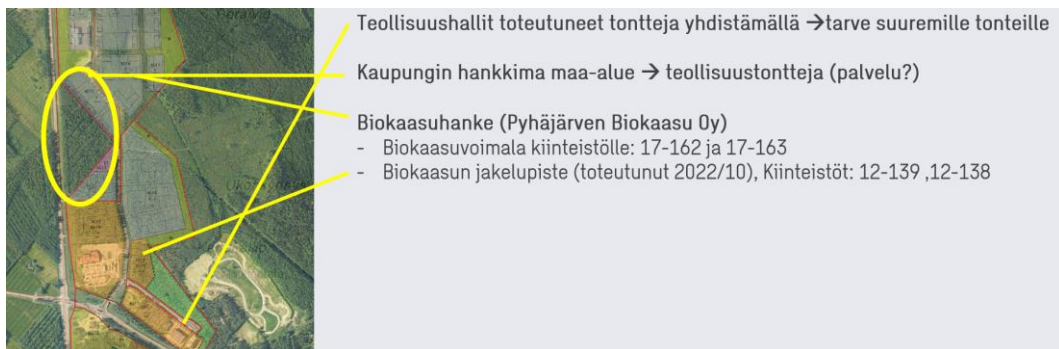 Teollisuushallit toteutuneet tontteja yhdistämällä →tarve suuremille tonteille
Kaupungin hankkima maa-alue → teollisuustontteja (palvelu?)
Biokaasuhanke (Pyhäjärven Biokaasu Oy)
- Biokaasuvoimala kiinteistölle: 17-162 ja 17-163
- Biokaasun jakelupiste (toteutunut 2022/10), Kiinteistöt: 12-139 ,12-138